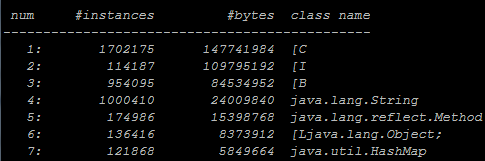 num #instances #bytes class name
----------------------------------------------
1: 1702175 147741984 [C
2: 114187 109795192 [I
3: 954095 84534952 [B
4: 1000410 24009840 java.lang.String
5: 174986 15398768 java.lang.reflect.Method
6: 136416 8373912 [Ljava.lang.Object;
7: 121868 5849664 java.util.HashMap